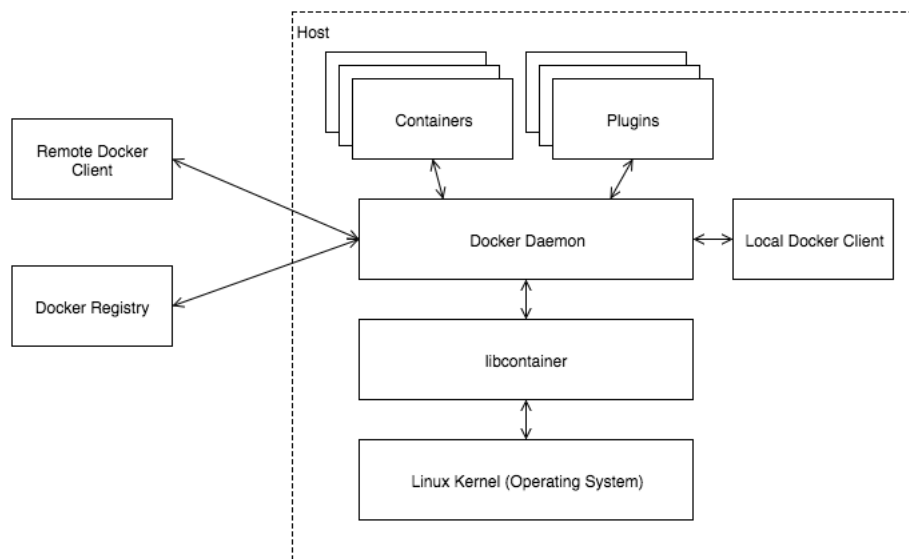 Host
Containers
Plugins
Remote Docker
Client
Docker Daemon
Local Docker Client
Docker Registry
libcontainer
Linux Kernel (Operating System)